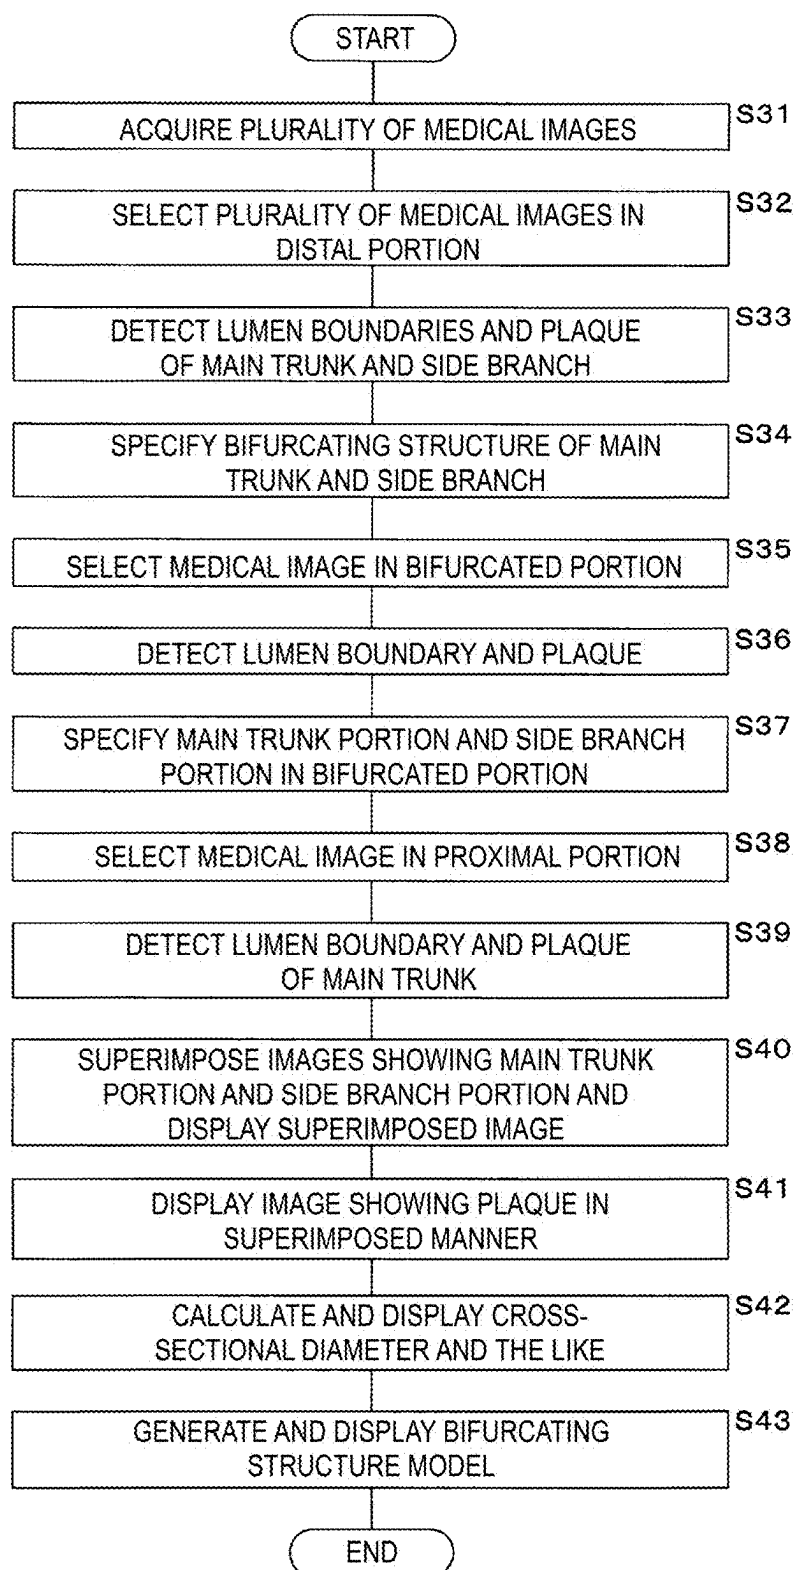 START
S31
ACQUIRE PLURALITY OF MEDICAL IMAGES
S32
SELECT PLURALITY OF MEDICAL IMAGES IN
DISTAL PORTION
S33
DETECT LUMEN BOUNDARIES AND PLAQUE
OF MAIN TRUNK AND SIDE BRANCH
S34
SPECIFY BIFURCATING STRUCTURE OF MAIN
TRUNK AND SIDE BRANCH
S35
SELECT MEDICAL IMAGE IN BIFURCATED PORTION
S36
DETECT LUMEN BOUNDARY AND PLAQUE
S37
SPECIFY MAIN TRUNK PORTION AND SIDE BRANCH
PORTION IN BIFURCATED PORTION
S38
SELECT MEDICAL IMAGE IN PROXIMAL PORTION
S39
DETECT LUMEN BOUNDARY AND PLAQUE
OF MAIN TRUNK
S40
SUPERIMPOSE IMAGES SHOWING MAIN TRUNK
PORTION AND SIDE BRANCH PORTION AND
DISPLAY SUPERIMPOSED IMAGE
S41
DISPLAY IMAGE SHOWING PLAQUE IN
SUPERIMPOSED MANNER
S42
CALCULATE AND DISPLAY CROSS-
SECTIONAL DIAMETER AND THE LIKE
S43
GENERATE AND DISPLAY BIFURCATING
STRUCTURE MODEL
END